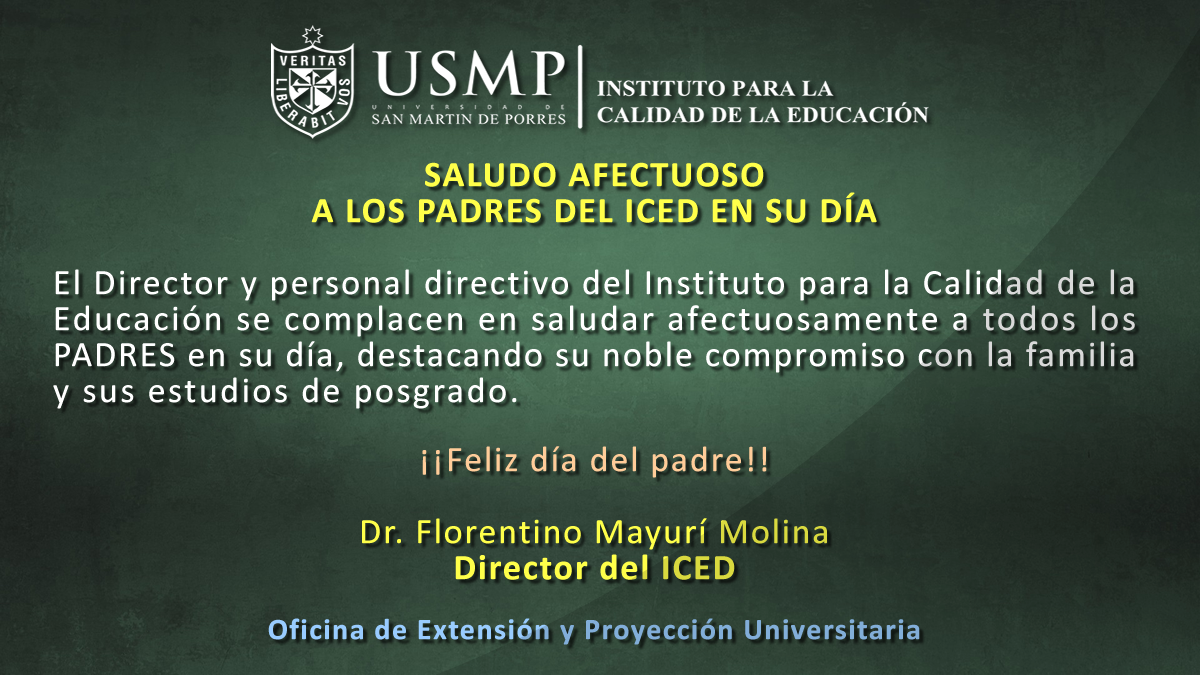 VERITAS
LIBERABIT VOS
USMP
UNIVERSIDAD DE
SAN MARTIN DE PORRES
INSTITUTO PARA LA
CALIDAD DE LA EDUCACIÓN
SALUDO AFECTUOSO
A LOS PADRES DEL ICED EN SU DÍA
El Director y personal directivo del Instituto para la Calidad de la
Educación se complacen en saludar afectuosamente a todos los
PADRES en su día, destacando su noble compromiso con la familia
y sus estudios de posgrado.
¡¡Feliz día del padre!!
Dr. Florentino Mayurí Molina
Director del ICED
Oficina de Extensión y Proyección Universitaria